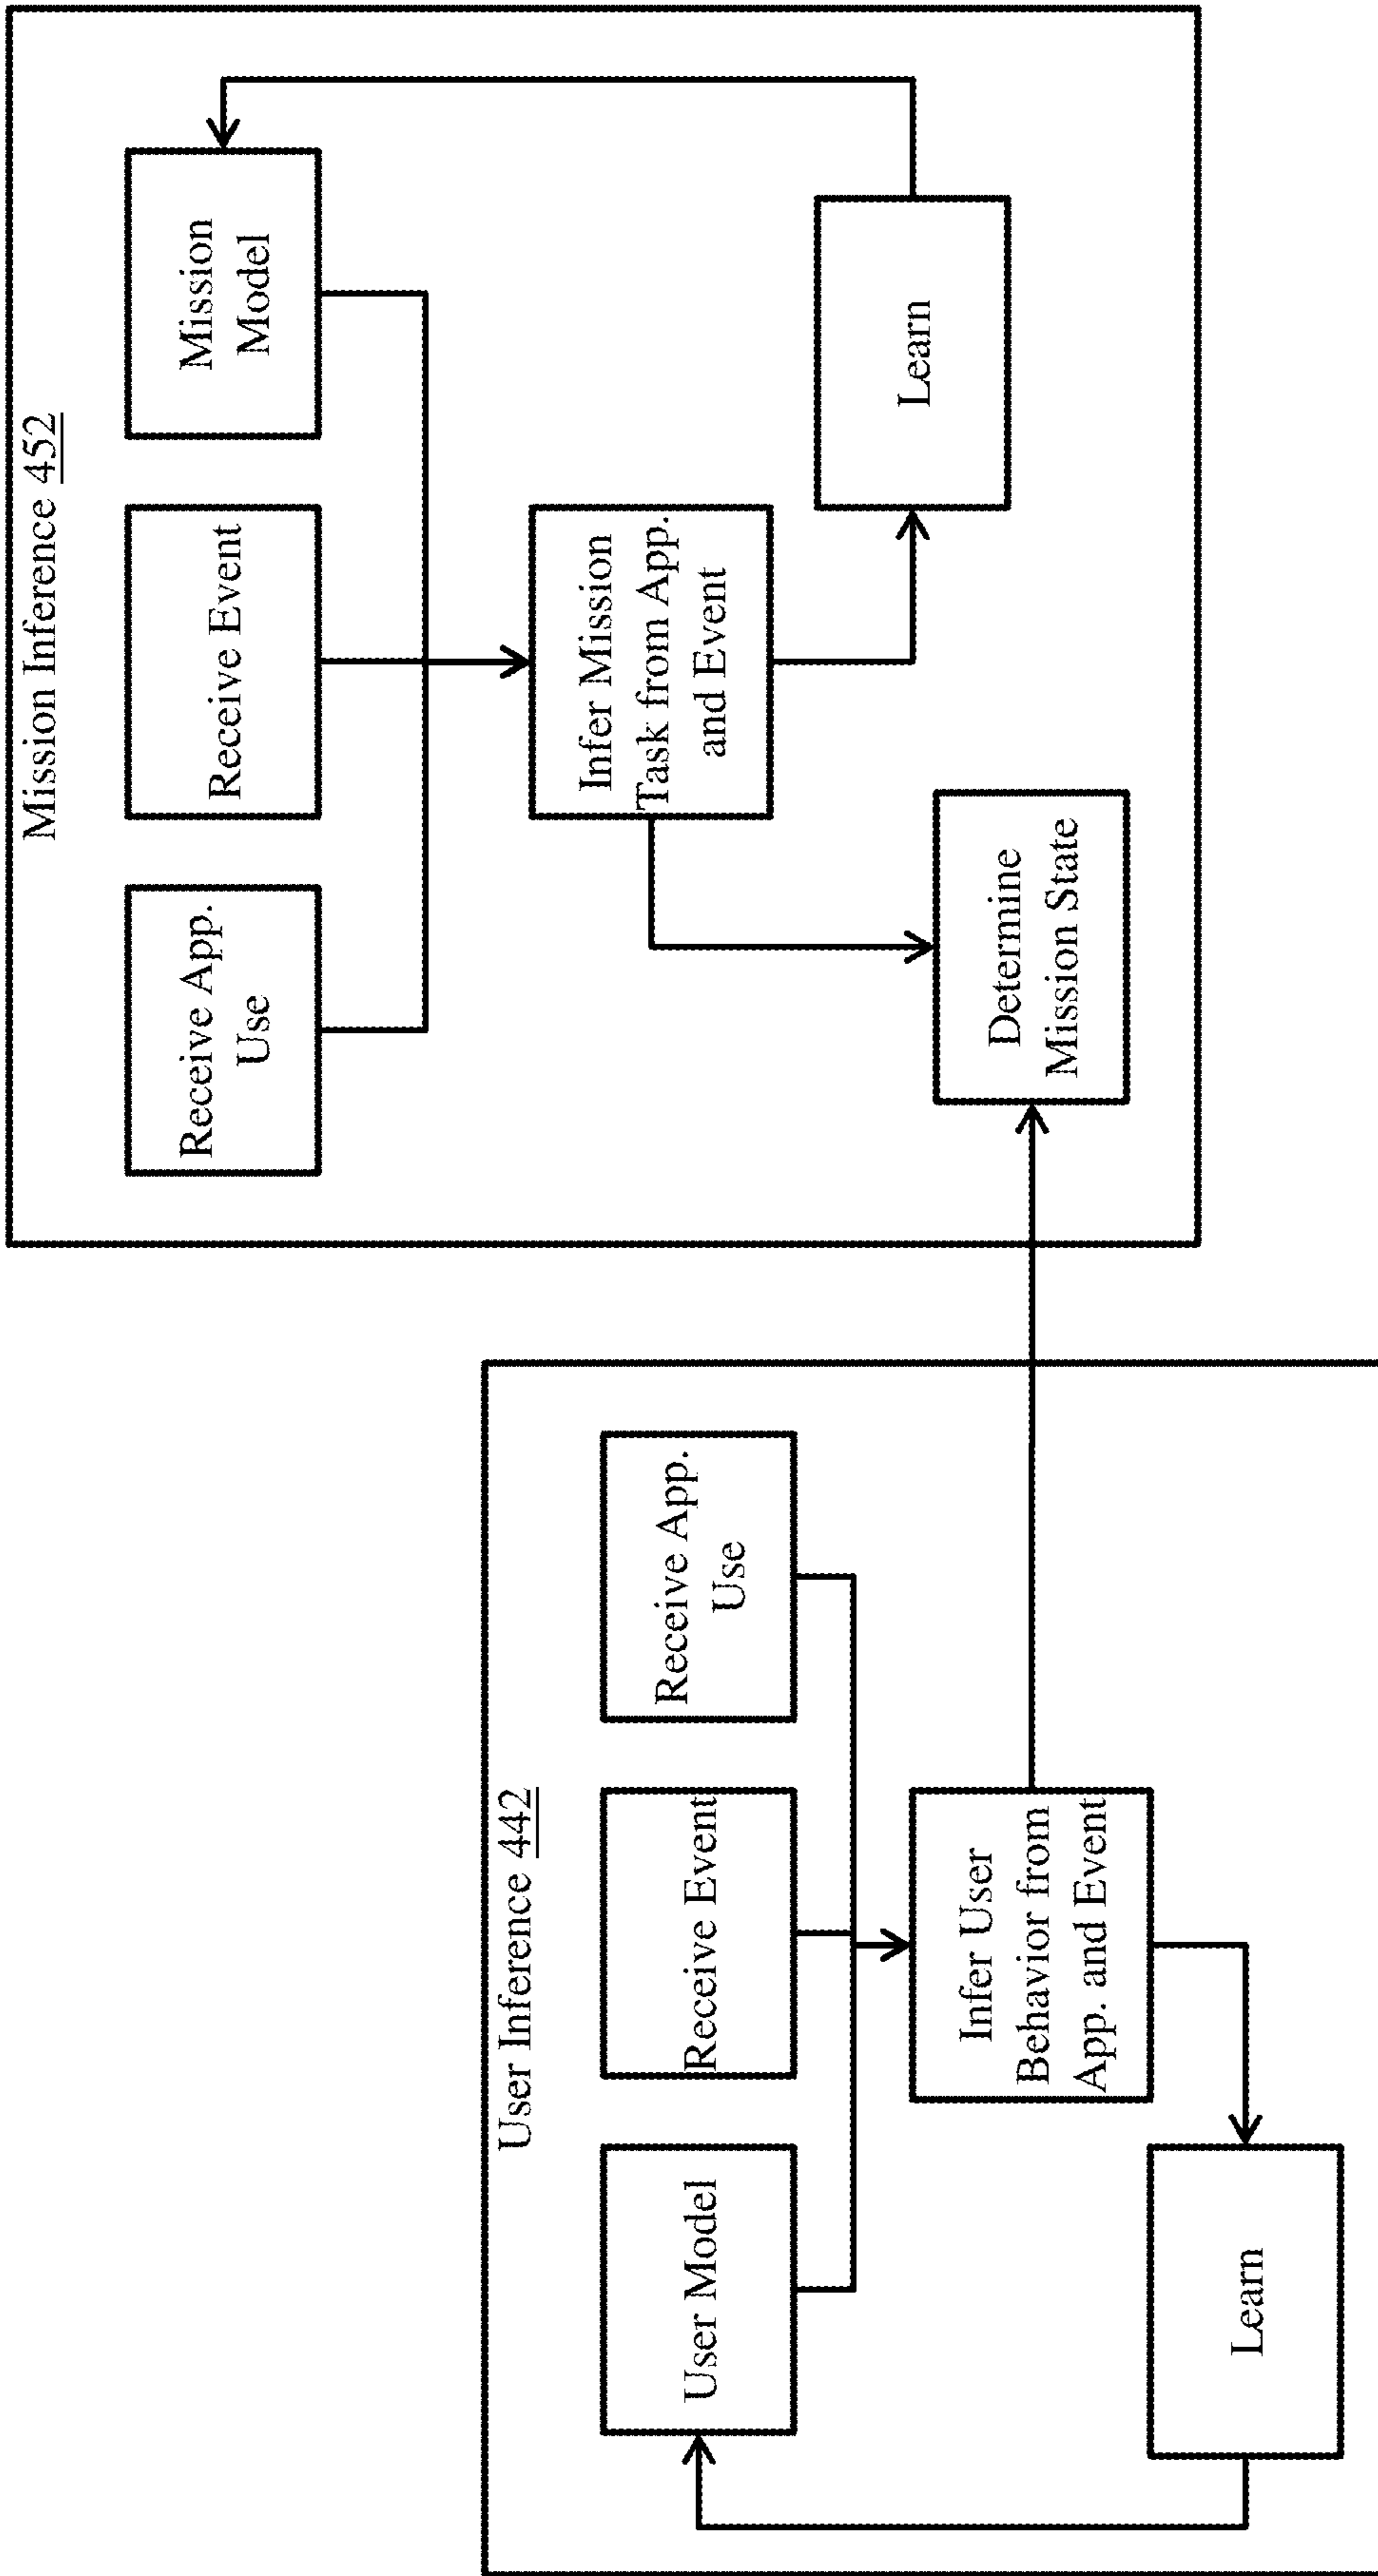 User Inference 442
User Model
Receive Event
Receive App.
Use
Infer User
Behavior from
App. and Event
Learn
Mission Inference 452
Receive App.
Use
Receive Event
Mission
Model
Infer Mission
Task from App.
and Event
Determine
Mission State
Learn